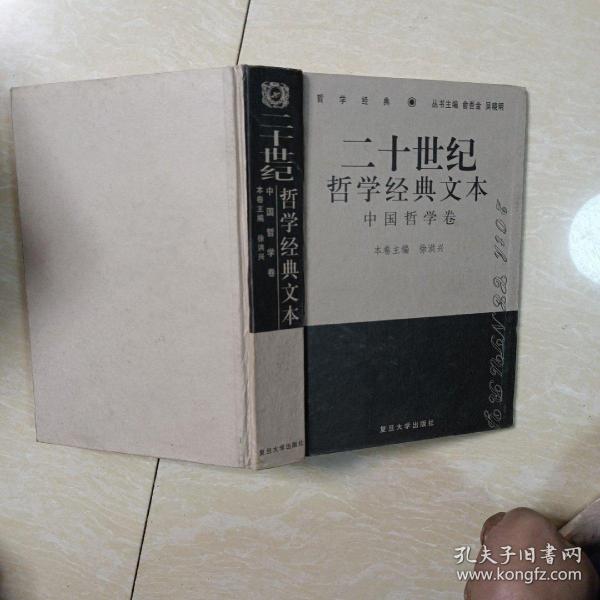 哲学经典 丛书主编 俞吾金 吴晓明
二十世纪
哲学经典文本
中国哲学卷
本卷主编 徐洪兴
20th CENTURY
复旦大学出版社
二十世纪
哲学经典文本
中国哲学卷
本卷主编 徐洪兴
复旦大学出版社
孔夫子旧书网
www.kongfz.com